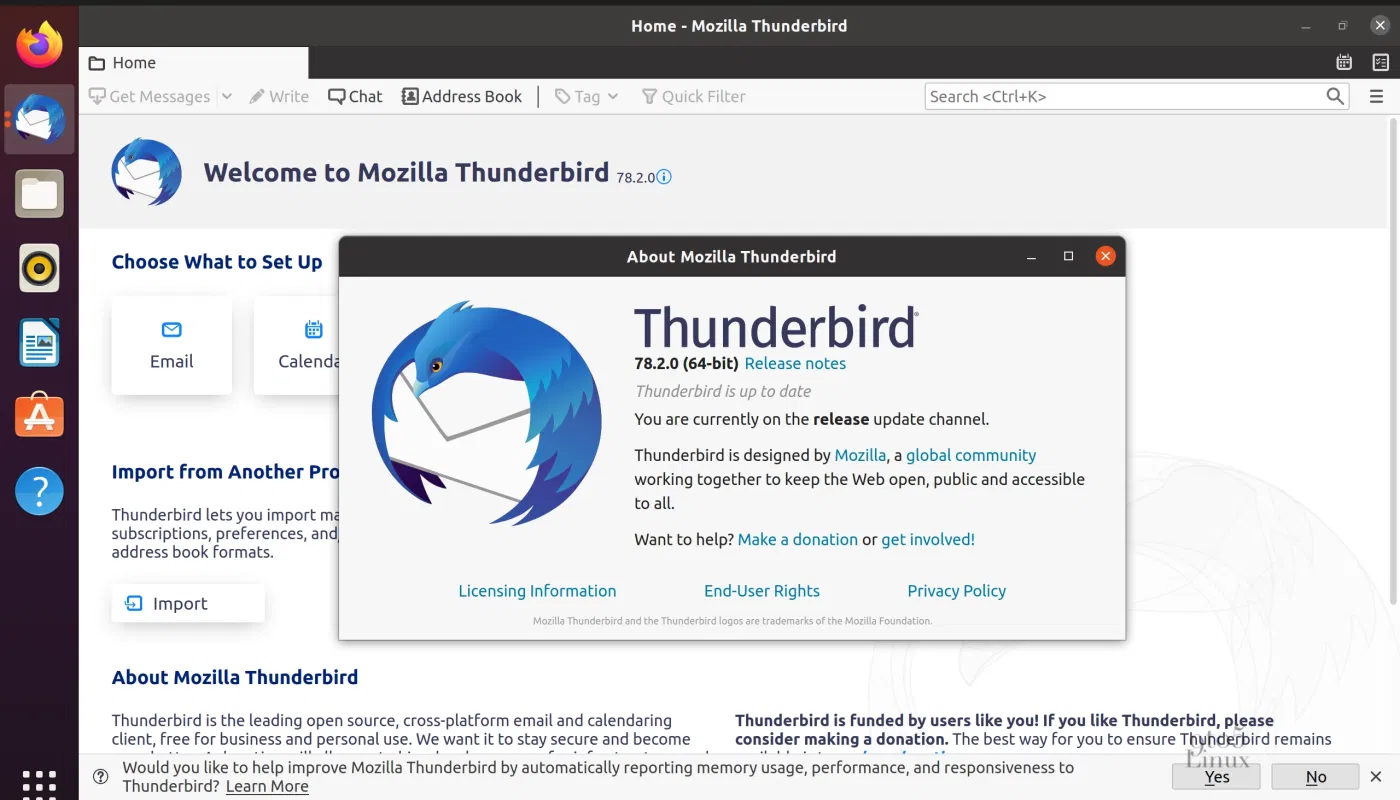 Home - Mozilla Thunderbird
Home
Get Messages Write Chat Address Book Tag Quick Filter Search <Ctrl+K>
Welcome to Mozilla Thunderbird 78.2.0
Choose What to Set Up
Email
Calenda
Import from Another Pro
Thunderbird lets you import ma
subscriptions, preferences, and
address book formats.
Import
About Mozilla Thunderbird
Thunderbird
78.2.0 (64-bit) Release notes
Thunderbird is up to date
You are currently on the release update channel.
Thunderbird is designed by Mozilla, a global community
working together to keep the Web open, public and accessible
to all.
Want to help? Make a donation or get involved!
Licensing Information End-User Rights Privacy Policy
Mozilla Thunderbird and the Thunderbird logos are trademarks of the Mozilla Foundation.
About Mozilla Thunderbird
Thunderbird is the leading open source, cross-platform email and calendaring
client, free for business and personal use. We want it to stay secure and become
Thunderbird is funded by users like you! If you like Thunderbird, please
consider making a donation. The best way for you to ensure Thunderbird remains
9to5
Linux
Would you like to help improve Mozilla Thunderbird by automatically reporting memory usage, performance, and responsiveness to
Thunderbird? Learn More
Yes No